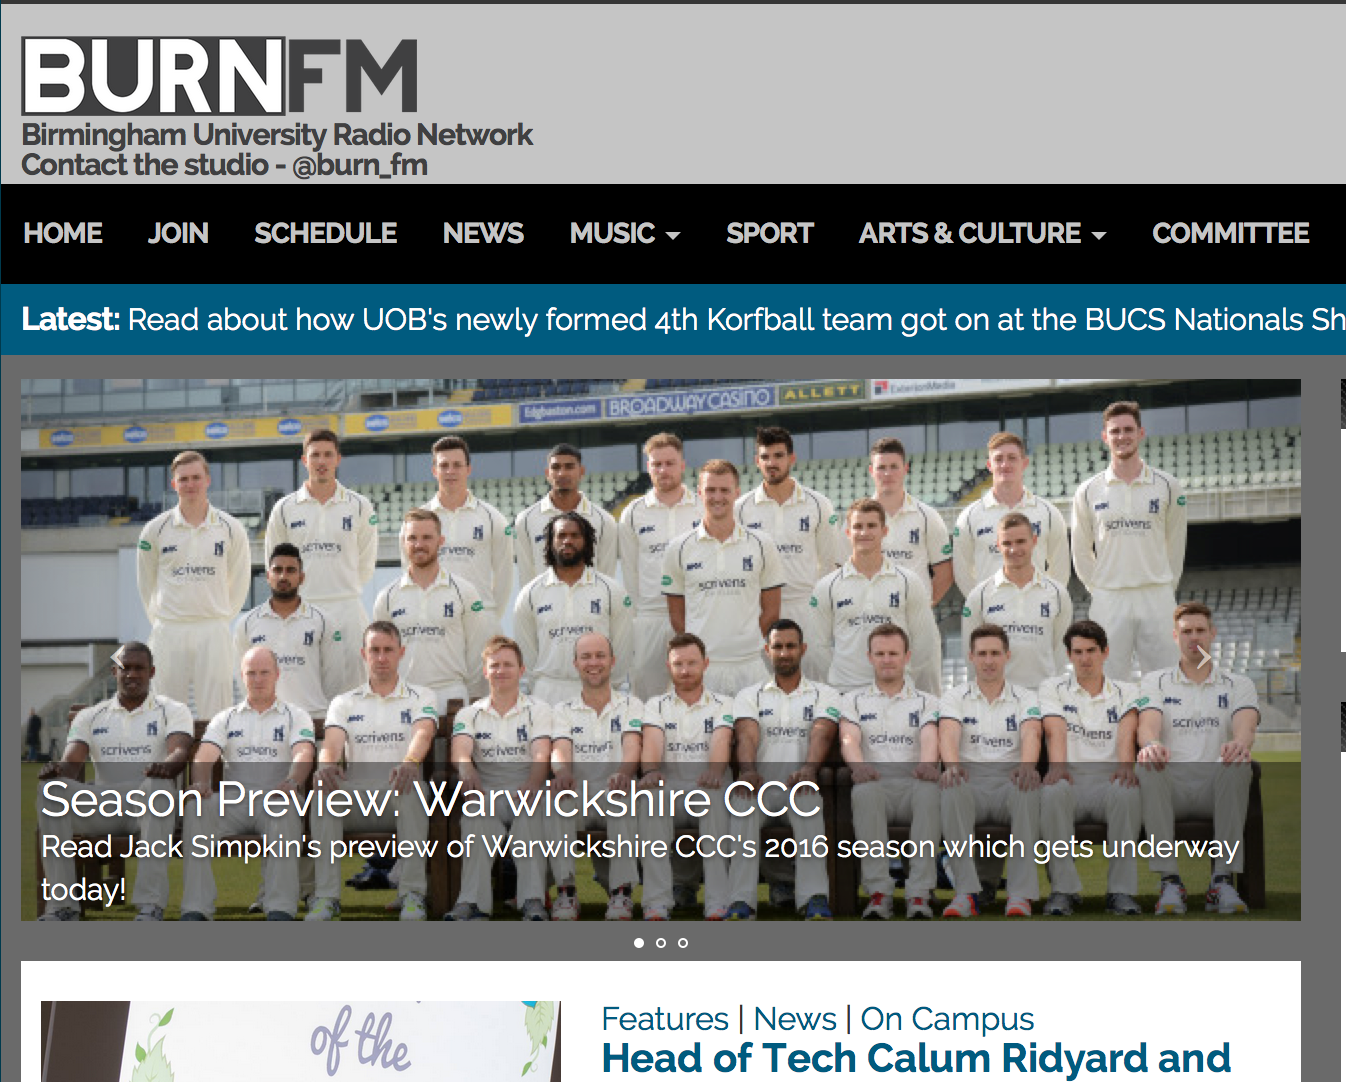 BURNFM
Birmingham University Radio Network
Contact the studio - @burn_fm
HOME JOIN SCHEDULE NEWS MUSIC SPORT ARTS & CULTURE COMMITTEE
Latest: Read about how UOB's newly formed 4th Korfball team got on at the BUCS Nationals Sh
Edgbaston.com BROADWAY CASINO ALLETT ExteriorMedia
scrivens
Season Preview: Warwickshire CCC
Read Jack Simpkin's preview of Warwickshire CCC's 2016 season which gets underway
today!
of the
Features | News | On Campus
Head of Tech Calum Ridyard and